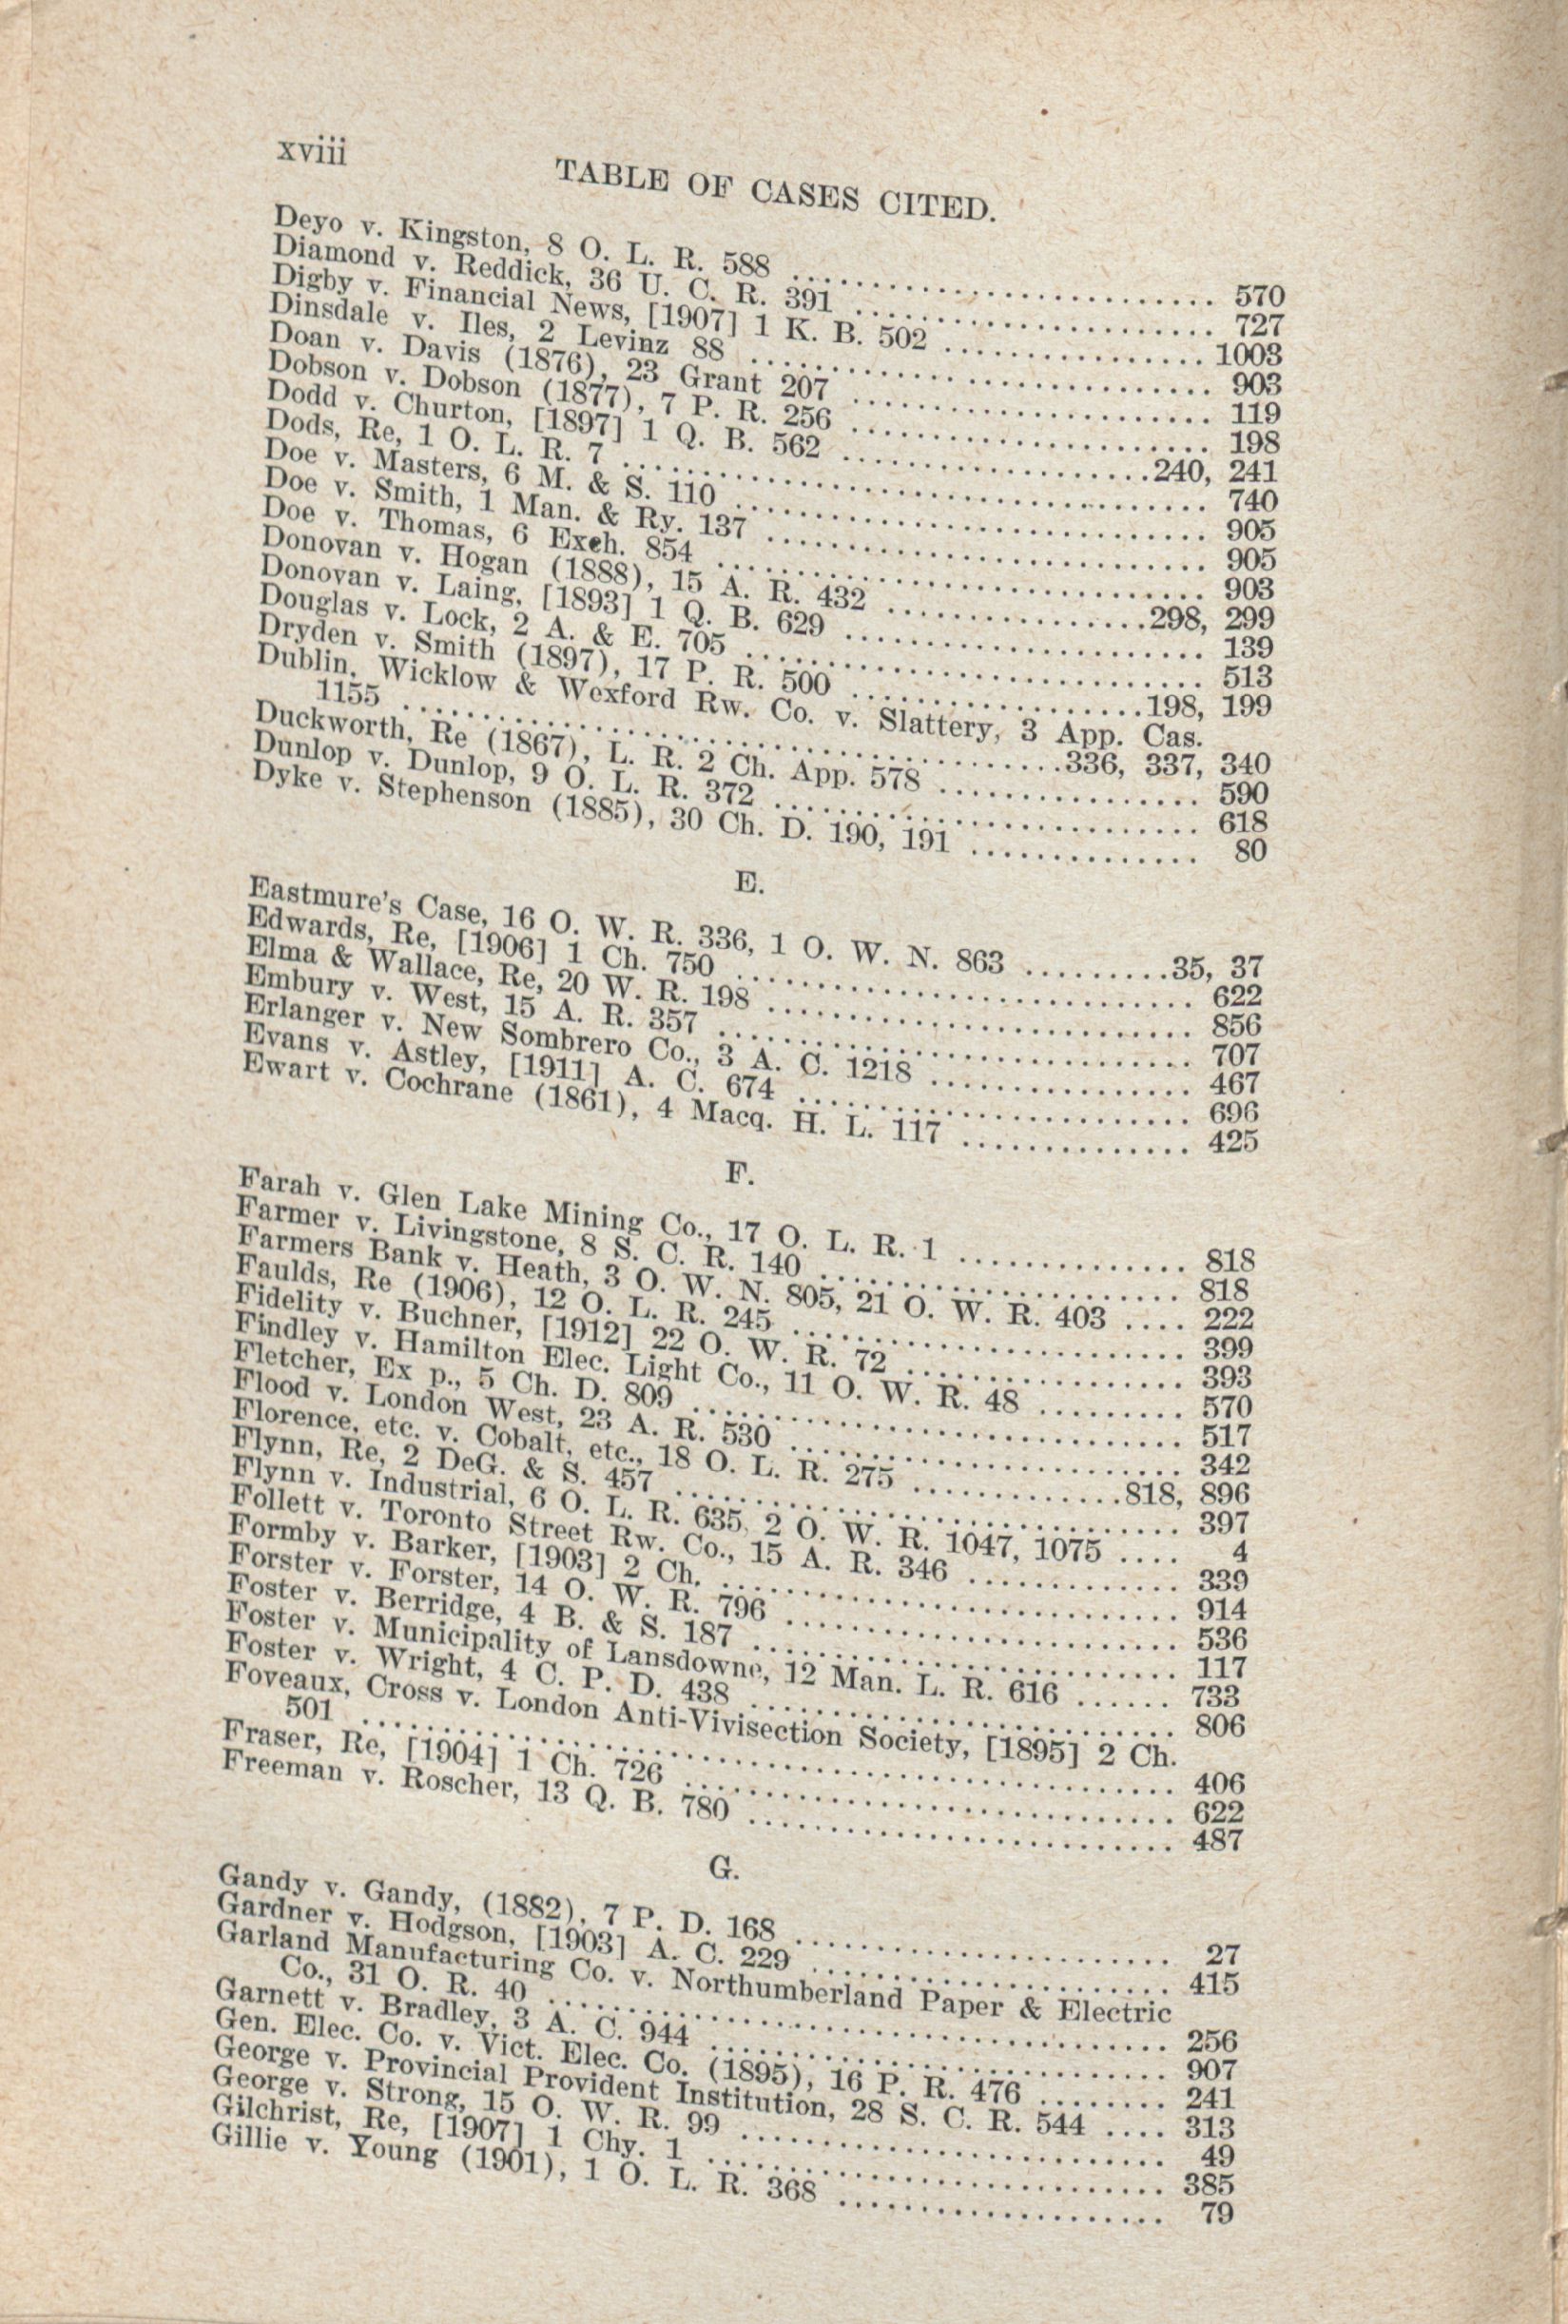 xviii
TABLE OF CASES CITED.
Deyo v. Kingston, 8 O. L. R. 588 ........................... 570
Diamond v. Reddick, 36 U. C. R. 391 ....................... 727
Digby v. Financial News, [1907] 1 K. B. 502 ................ 1003
Dinsdale v. Iles, 2 Levinz 88 ............................. 903
Doan v. Davis (1876), 23 Grant 207 ....................... 119
Dobson v. Dobson (1877), 7 P. R. 256 ....................... 198
Dodd v. Churton, [1897] 1 Q. B. 562 ....................240, 241
Dods, Re, 1 O. L. R. 7 ..................................... 740
Doe v. Masters, 6 M. & S. 110 .............................. 905
Doe v. Smith, 1 Man. & Ry. 137 ............................ 905
Doe v. Thomas, 6 Exch. 854 ................................ 903
Donovan v. Hogan (1888), 15 A. R. 432 .................298, 299
Donovan v. Laing, [1893] 1 Q. B. 629 ....................... 139
Douglas v. Lock, 2 A. & E. 705 ............................. 513
Dryden v. Smith (1897), 17 P. R. 500 ...................198, 199
Dublin, Wicklow & Wexford Rw. Co. v. Slattery, 3 App. Cas.
1155 ..........................................336, 337, 340
Duckworth, Re (1867), L. R. 2 Ch. App. 578 ................ 590
Dunlop v. Dunlop, 9 O. L. R. 372 ........................... 618
Dyke v. Stephenson (1885), 30 Ch. D. 190, 191 .............. 80
E.
Eastmure's Case, 16 O. W. R. 336, 1 O. W. N. 863 .........35, 37
Edwards, Re, [1906] 1 Ch. 750 ............................. 622
Elma & Wallace, Re, 20 W. R. 198 .......................... 856
Embury v. West, 15 A. R. 357 .............................. 707
Erlanger v. New Sombrero Co., 3 A. C. 1218 ................ 467
Evans v. Astley, [1911] A. C. 674 ......................... 696
Ewart v. Cochrane (1861), 4 Macq. H. L. 117 ............... 425
F.
Farah v. Glen Lake Mining Co., 17 O. L. R. 1 .............. 818
Farmer v. Livingstone, 8 S. C. R. 140 ...................... 818
Farmers Bank v. Heath, 3 O. W. N. 805, 21 O. W. R. 403 .... 222
Faulds, Re (1906), 12 O. L. R. 245 ......................... 399
Fidelity v. Buchner, [1912] 22 O. W. R. 72 ................. 393
Findley v. Hamilton Elec. Light Co., 11 O. W. R. 48 ......... 570
Fletcher, Ex p., 5 Ch. D. 809 .............................. 517
Flood v. London West, 23 A. R. 530 ......................... 342
Florence, etc. v. Cobalt, etc., 18 O. L. R. 275 .............818, 896
Flynn, Re, 2 DeG. & S. 457 ................................ 397
Flynn v. Industrial, 6 O. L. R. 635, 2 O. W. R. 1047, 1075 .... 4
Follett v. Toronto Street Rw. Co., 15 A. R. 346 ............. 339
Formby v. Barker, [1903] 2 Ch. ............................. 914
Forster v. Forster, 14 O. W. R. 796 ........................ 536
Foster v. Berridge, 4 B. & S. 187 .......................... 117
Foster v. Municipality of Lansdowne, 12 Man. L. R. 616 ...... 733
Foster v. Wright, 4 C. P. D. 438 ........................... 806
Foveaux, Cross v. London Anti-Vivisection Society, [1895] 2 Ch.
501 ..................................................... 406
Fraser, Re, [1904] 1 Ch. 726 ............................... 622
Freeman v. Roscher, 13 Q. B. 780 ........................... 487
G.
Gandy v. Gandy, (1882), 7 P. D. 168 ........................ 27
Gardner v. Hodgson, [1903] A. C. 229 ....................... 415
Garland Manufacturing Co. v. Northumberland Paper & Electric
Co., 31 O. R. 40 ........................................ 256
Garnett v. Bradley, 3 A. C. 944 ............................ 907
Gen. Elec. Co. v. Vict. Elec. Co. (1895), 16 P. R. 476 ........ 241
George v. Provincial Provident Institution, 28 S. C. R. 544 .... 313
George v. Strong, 15 O. W. R. 99 ........................... 49
Gilchrist, Re, [1907] 1 Chy. 1 ............................. 385
Gillie v. Young (1901), 1 O. L. R. 368 ..................... 79